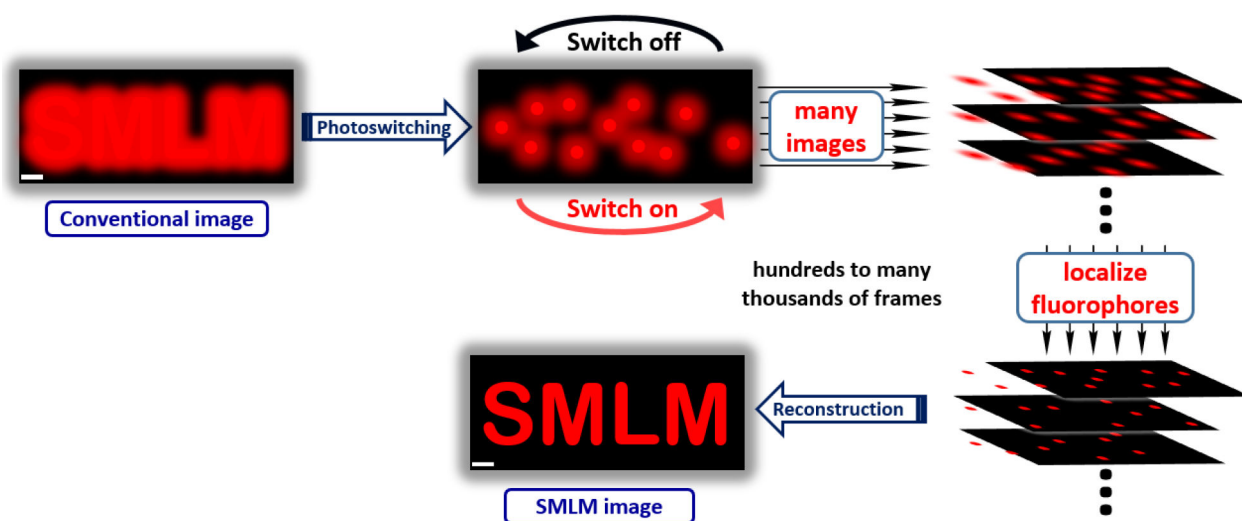 Switch off
SMLM
Photoswitching
many
images
Switch on
Conventional image
hundreds to many
thousands of frames
localize
fluorophores
SMLM
Reconstruction
SMLM image